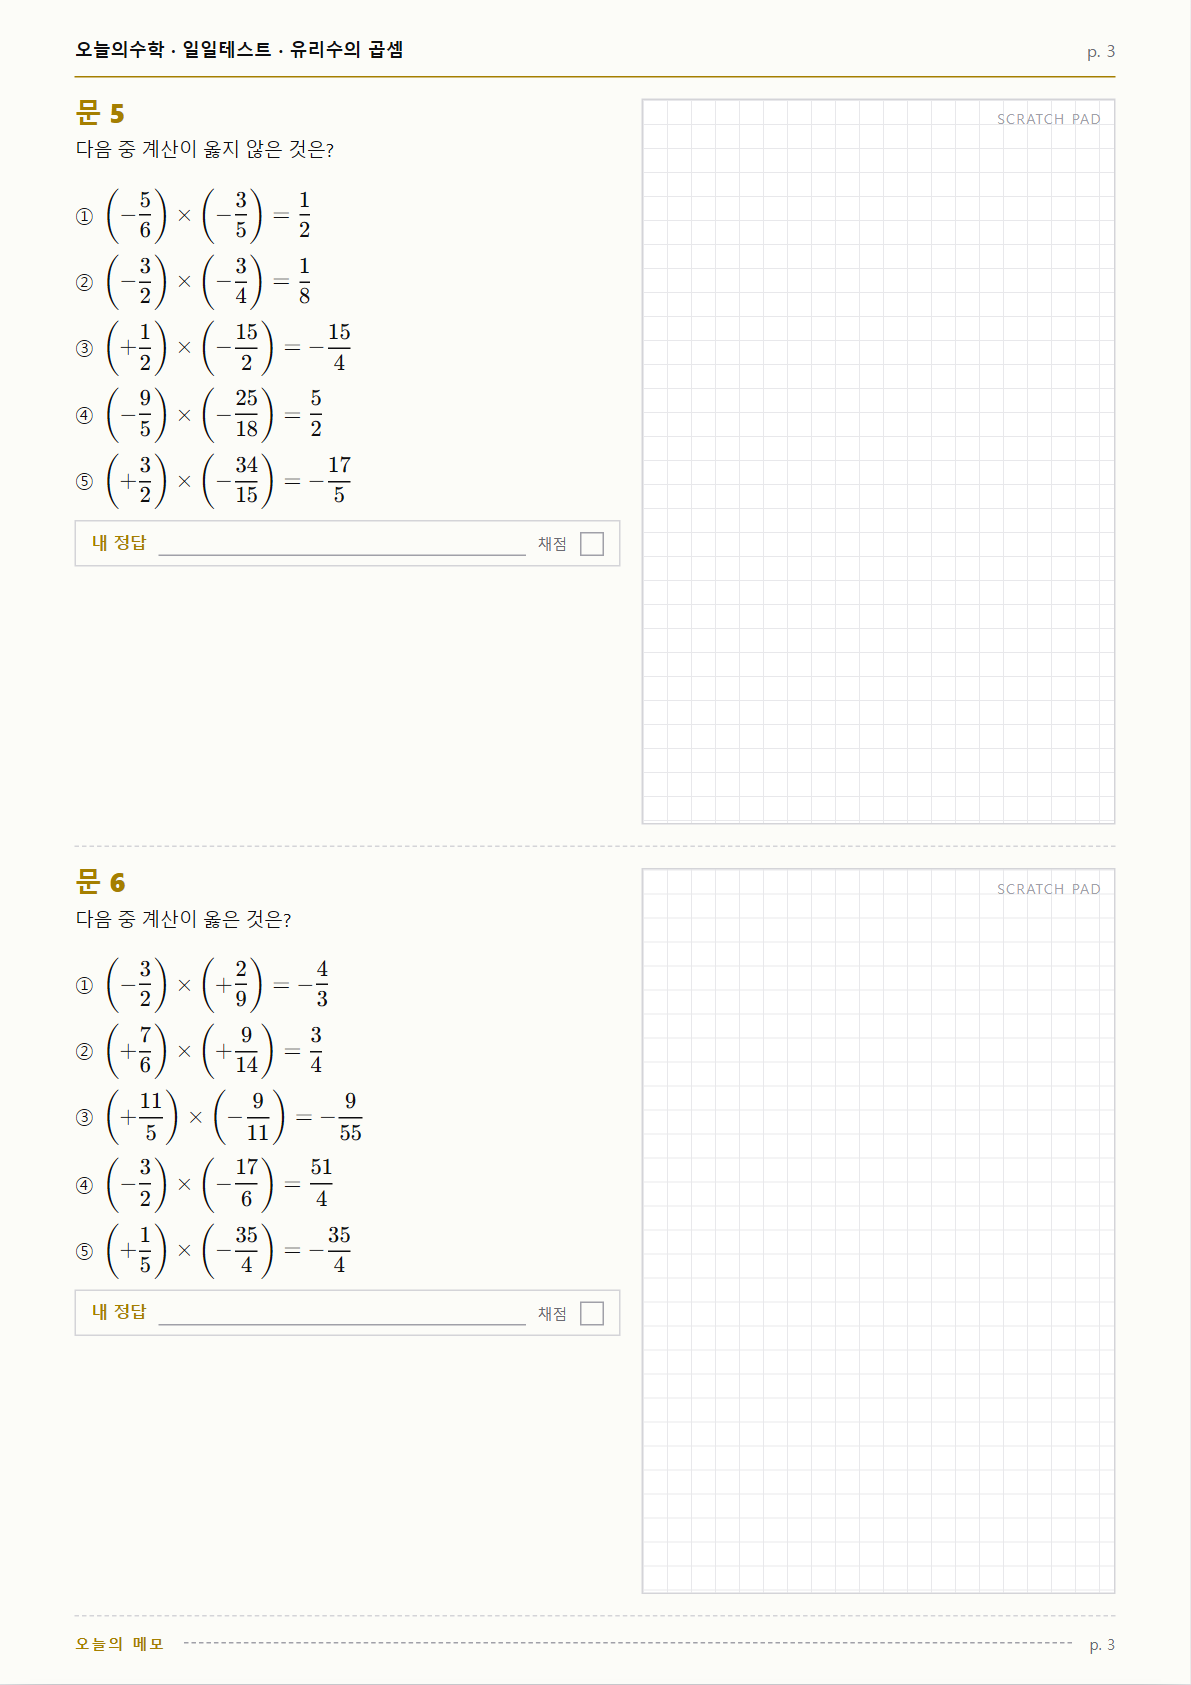 오늘의수학 · 일일테스트 · 유리수의 곱셈
p. 3
문 5
다음 중 계산이 옳지 않은 것은?
① (−5/6) × (−3/5) = 1/2
② (−3/2) × (−3/4) = 1/8
③ (+1/2) × (−15/2) = −15/4
④ (−9/5) × (−25/18) = 5/2
⑤ (+3/2) × (−34/15) = −17/5
내 정답 채점
SCRATCH PAD
문 6
다음 중 계산이 옳은 것은?
① (−3/2) × (+2/9) = −4/3
② (+7/6) × (+9/14) = 3/4
③ (+11/5) × (−9/11) = −9/55
④ (−3/2) × (−17/6) = 51/4
⑤ (+1/5) × (−35/4) = −35/4
내 정답 채점
SCRATCH PAD
오늘의 메모
p. 3